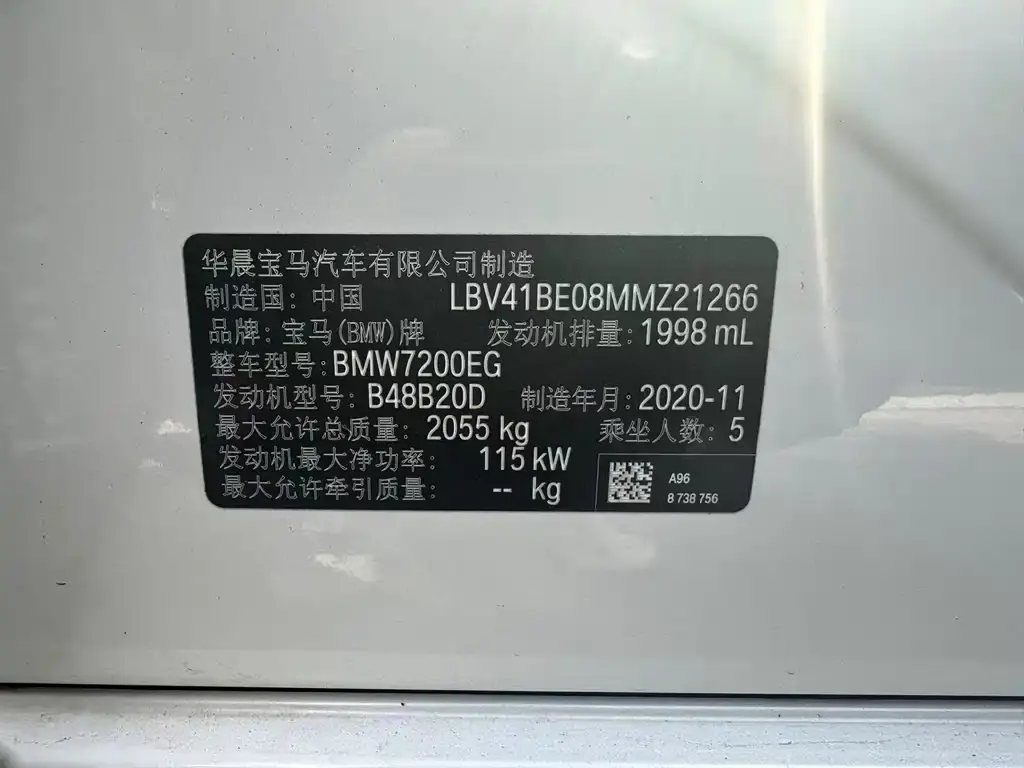 华晨宝马汽车有限公司制造
制造国: 中国 LBV41BE08MMZ21266
品牌: 宝马(BMW)牌 发动机排量: 1998 mL
整车型号: BMW7200EG
发动机型号: B48B20D 制造年月: 2020-11
最大允许总质量: 2055 kg 乘坐人数: 5
发动机最大净功率: 115 kW
最大允许牵引质量: -- kg
A96
8 738 756